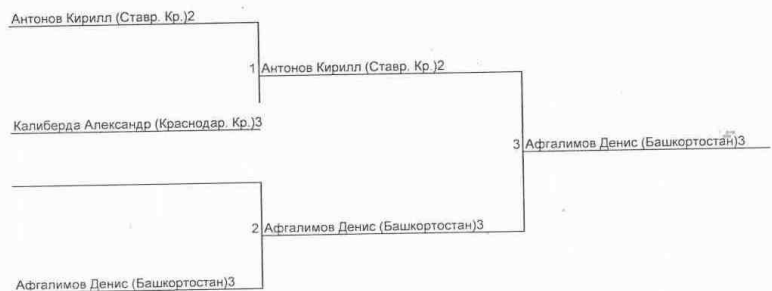 Антонов Кирилл (Ставр. Кр.)2
1 Антонов Кирилл (Ставр. Кр.)2
Калиберда Александр (Краснодар. Кр.)3
3 Афгалимов Денис (Башкортостан)3
2 Афгалимов Денис (Башкортостан)3
Афгалимов Денис (Башкортостан)3